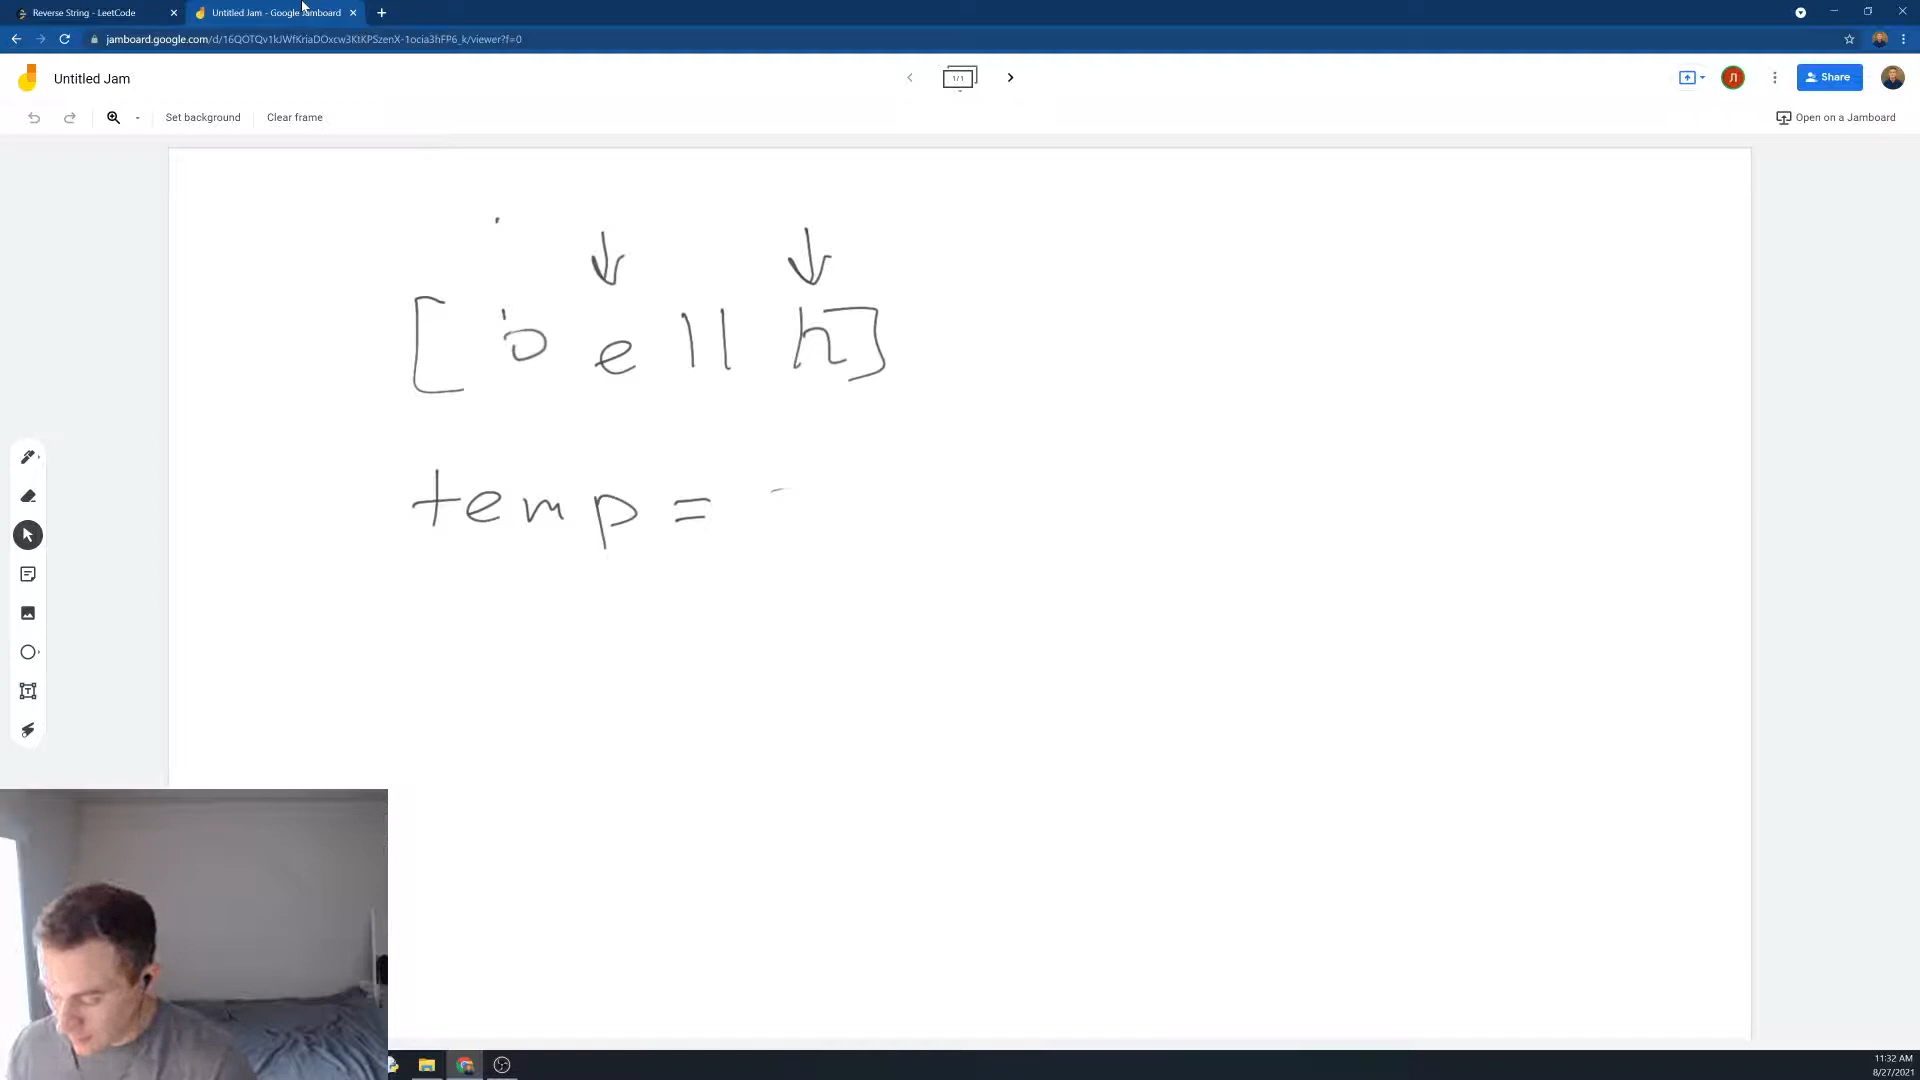 Reverse String - LeetCode
Untitled Jam - Google Jamboard
jamboard.google.com/d/16QOTQv1kJWfKriaDOxcw3KtKPSzenX-1ocia3hFP6_k/viewer?f=0
Untitled Jam
1/1
Л
Share
Set background
Clear frame
Open on a Jamboard
[ o e l l h ]
temp =
11:32 AM
8/27/2021